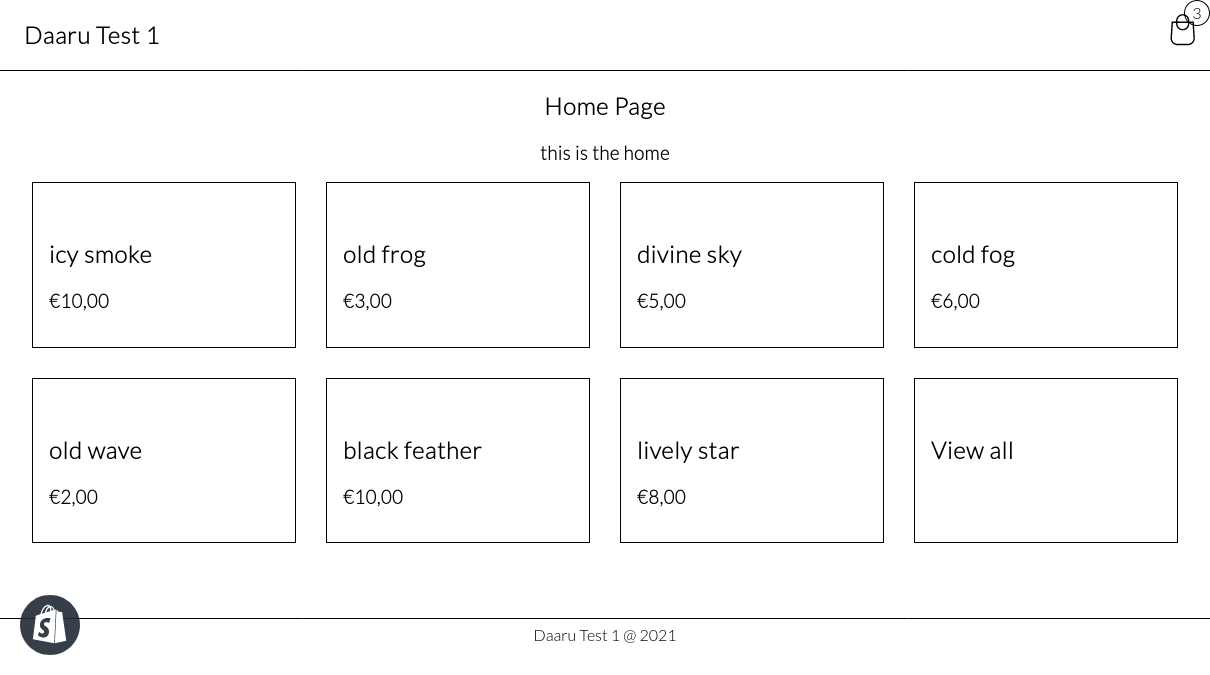 Daaru Test 1
3
Home Page
this is the home
icy smoke
€10,00
old frog
€3,00
divine sky
€5,00
cold fog
€6,00
old wave
€2,00
black feather
€10,00
lively star
€8,00
View all
S
Daaru Test 1 @ 2021